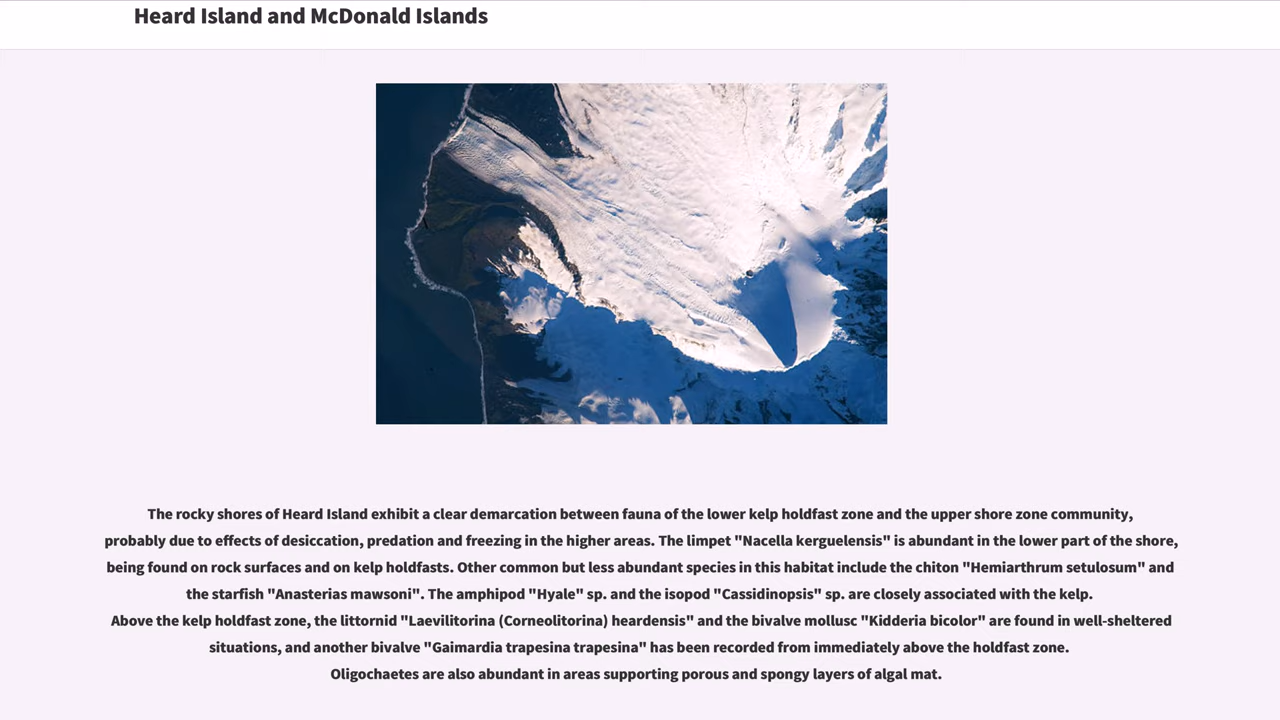 Heard Island and McDonald Islands
The rocky shores of Heard Island exhibit a clear demarcation between fauna of the lower kelp holdfast zone and the upper shore zone community,
probably due to effects of desiccation, predation and freezing in the higher areas. The limpet "Nacella kerguelensis" is abundant in the lower part of the shore,
being found on rock surfaces and on kelp holdfasts. Other common but less abundant species in this habitat include the chiton "Hemiarthrum setulosum" and
the starfish "Anasterias mawsoni". The amphipod "Hyale" sp. and the isopod "Cassidinopsis" sp. are closely associated with the kelp.
Above the kelp holdfast zone, the littornid "Laevilitorina (Corneolitorina) heardensis" and the bivalve mollusc "Kidderia bicolor" are found in well-sheltered
situations, and another bivalve "Gaimardia trapesina trapesina" has been recorded from immediately above the holdfast zone.
Oligochaetes are also abundant in areas supporting porous and spongy layers of algal mat.